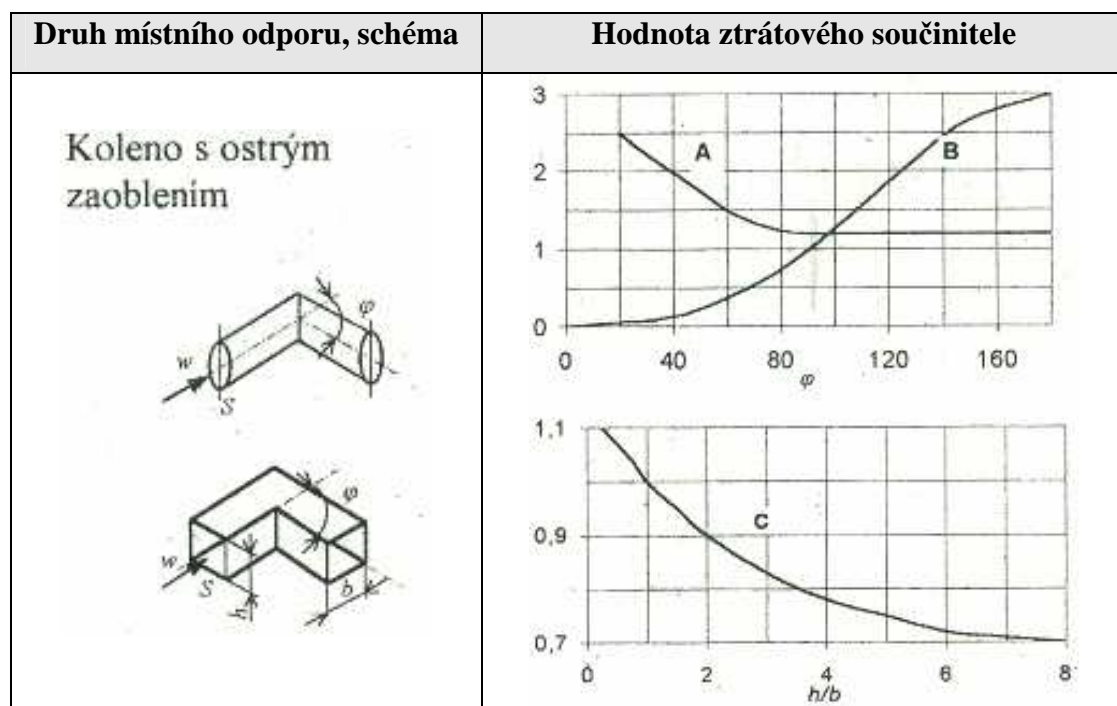 Druh místního odporu, schéma
Hodnota ztrátového součinitele
Koleno s ostrým
zaoblením
w
S
φ
w
S
h
b
φ
3
2
1
0
A
B
0
40
80
120
160
φ
1,1
0,9
0,7
C
0
2
4
6
8
h/b